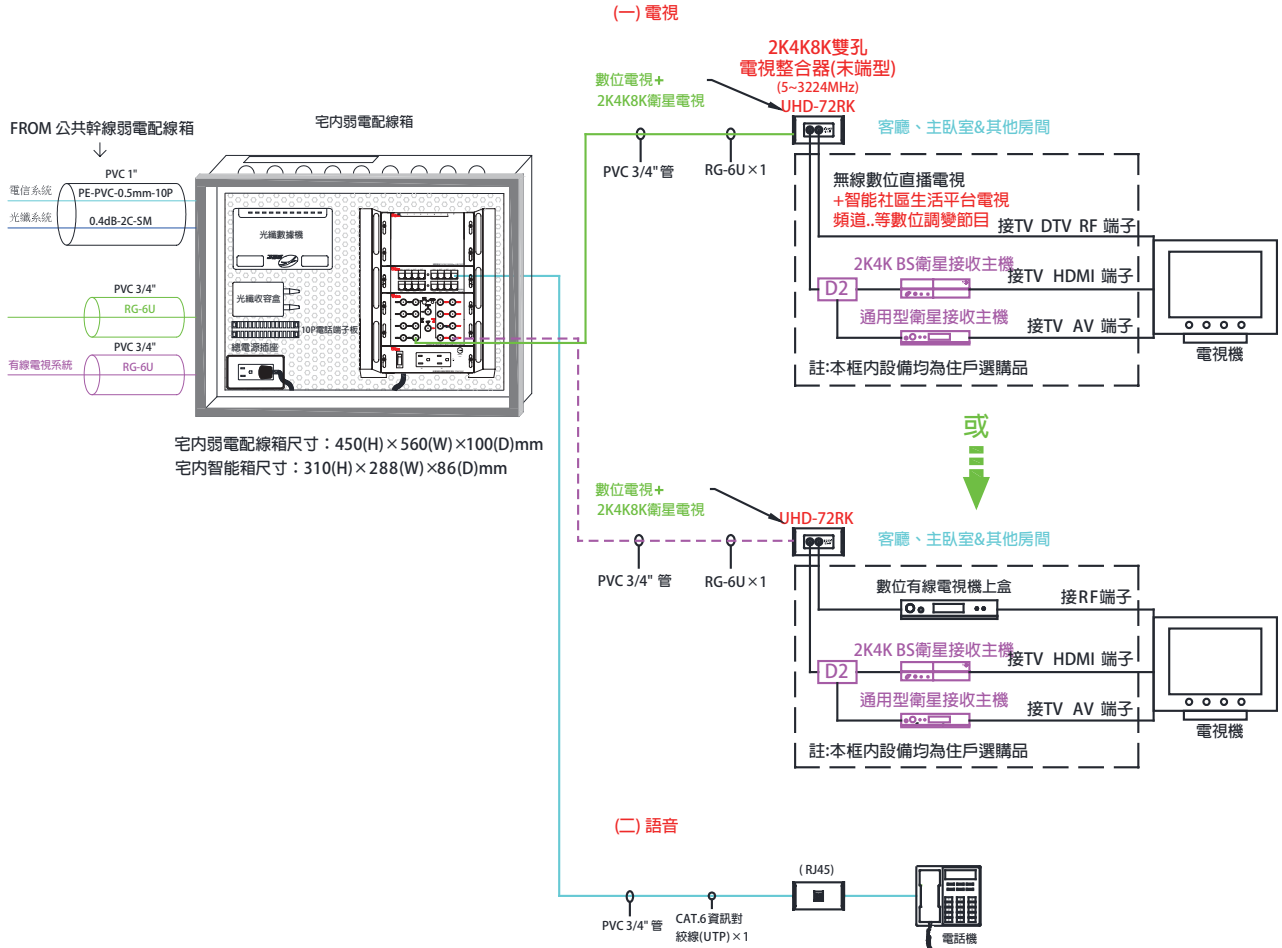 (一) 電視
2K4K8K雙孔
電視整合器(末端型)
(5~3224MHz)
UHD-72RK
數位電視+
2K4K8K衛星電視
FROM 公共幹線弱電配線箱
宅內弱電配線箱
客廳、主臥室&其他房間
PVC 3/4"管
RG-6U×1
PVC 1"
電信系統
PE-PVC-0.5mm-10P
光纖系統
0.4dB-2C-SM
光纖數據機
無線數位直播電視
+智能社區生活平台電視
頻道..等數位調變節目
接TV DTV RF 端子
2K4K BS衛星接收主機
接TV HDMI 端子
D2
通用型衛星接收主機
接TV AV 端子
電視機
註:本框內設備均為住戶選購品
PVC 3/4"
RG-6U
光纖收容盒
10P電話端子板
總電源插座
PVC 3/4"
有線電視系統
RG-6U
宅內弱電配線箱尺寸：450(H)×560(W)×100(D)mm
宅內智能箱尺寸：310(H)×288(W)×86(D)mm
或
數位電視+
2K4K8K衛星電視
UHD-72RK
客廳、主臥室&其他房間
PVC 3/4" 管
RG-6U×1
數位有線電視機上盒
接RF端子
2K4K BS衛星接收主機
接TV HDMI 端子
D2
通用型衛星接收主機
接TV AV 端子
電視機
註:本框內設備均為住戶選購品
(二) 語音
( RJ45)
PVC 3/4" 管
CAT.6 資訊對
絞線(UTP)×1
電話機